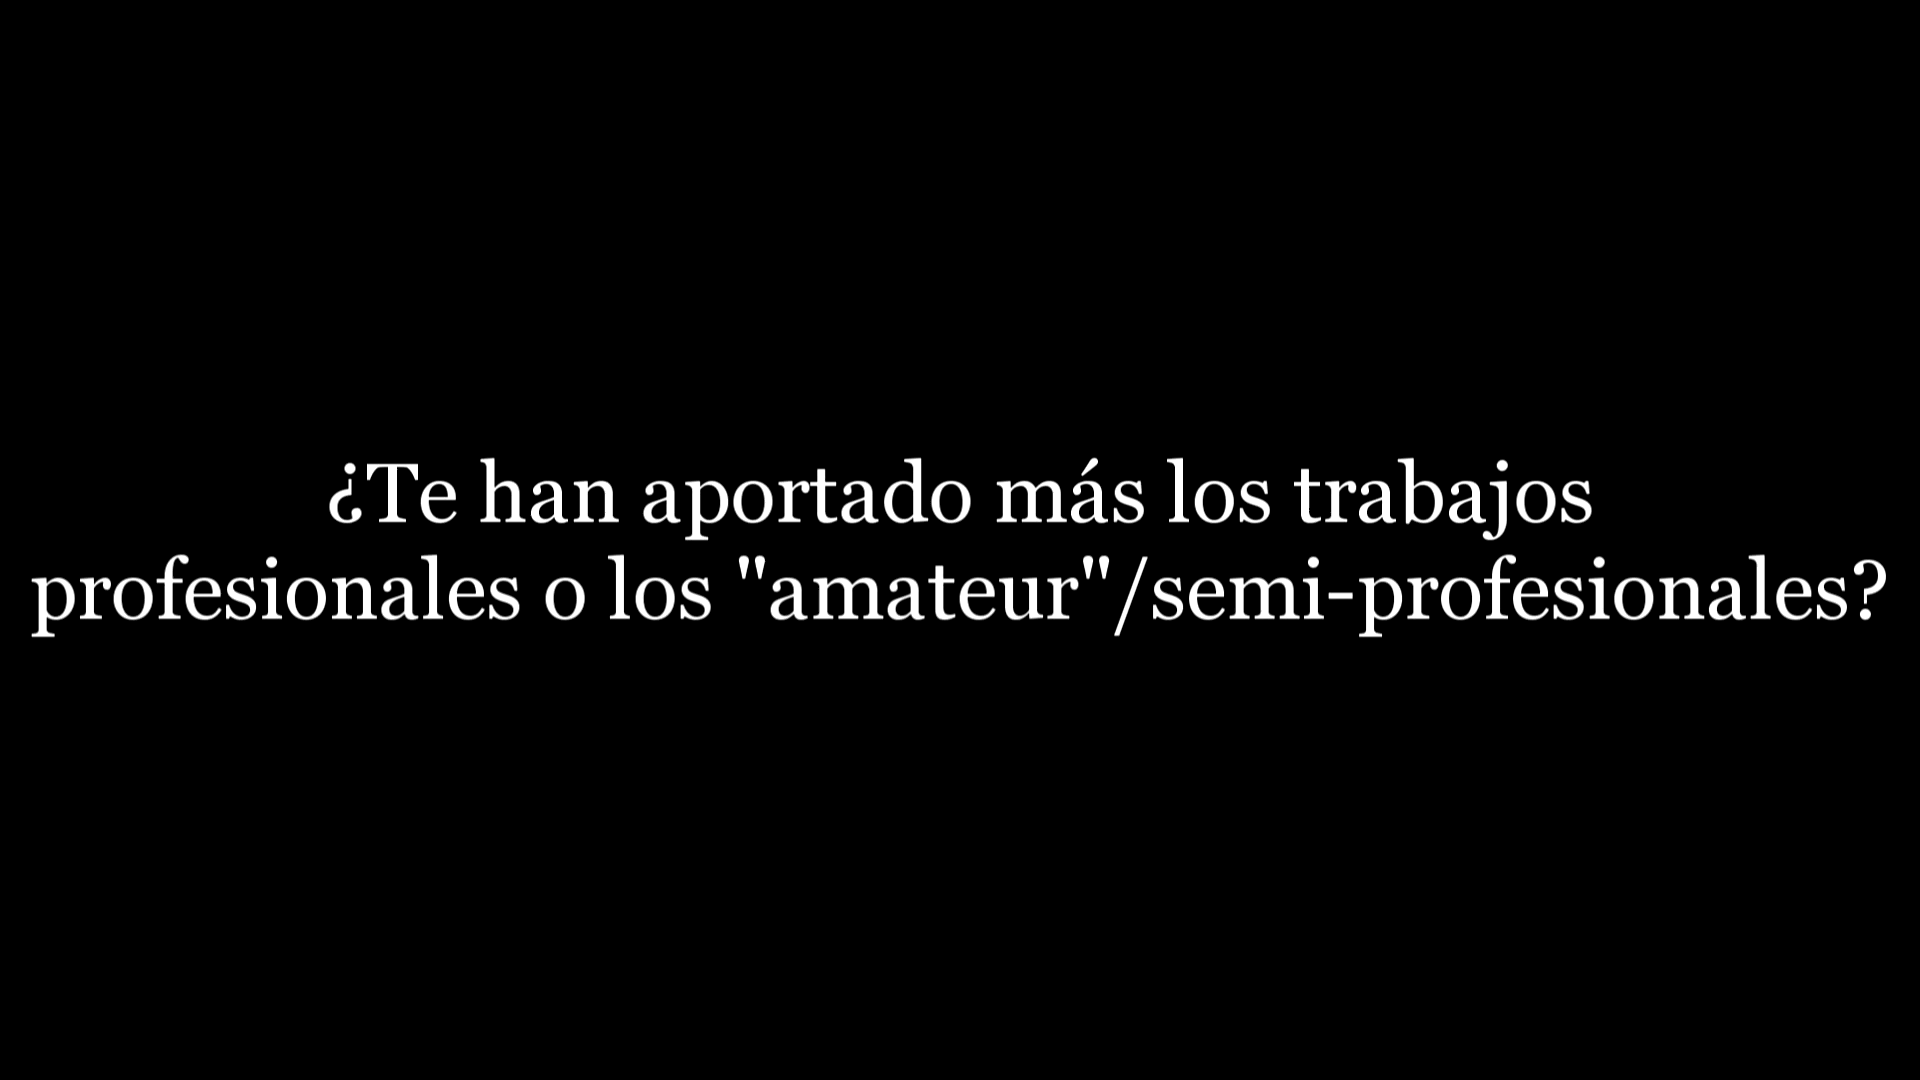 ¿Te han aportado más los trabajos
profesionales o los "amateur"/semi-profesionales?